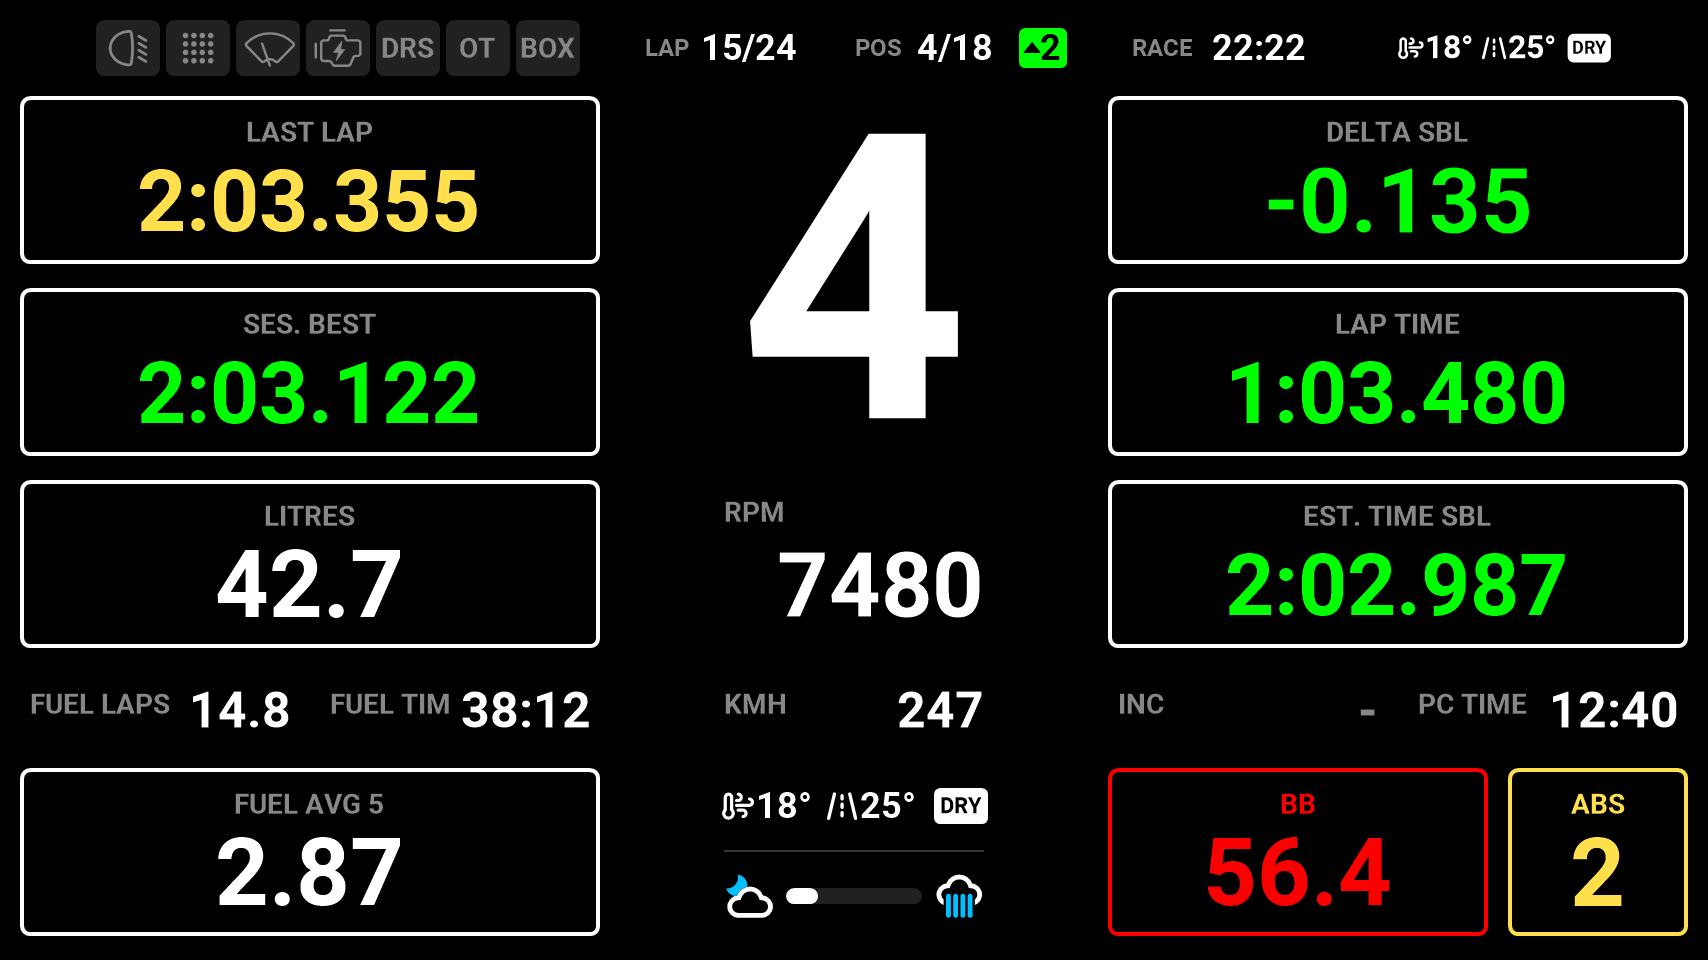 DRS OT BOX LAP 15/24 POS 4/18 2 RACE 22:22 18° 25° DRY
LAST LAP
2:03.355
SES. BEST
2:03.122
LITRES
42.7
FUEL LAPS 14.8 FUEL TIM 38:12
FUEL AVG 5
2.87
4
RPM
7480
KMH 247
18° 25° DRY
DELTA SBL
-0.135
LAP TIME
1:03.480
EST. TIME SBL
2:02.987
INC - PC TIME 12:40
BB
56.4
ABS
2